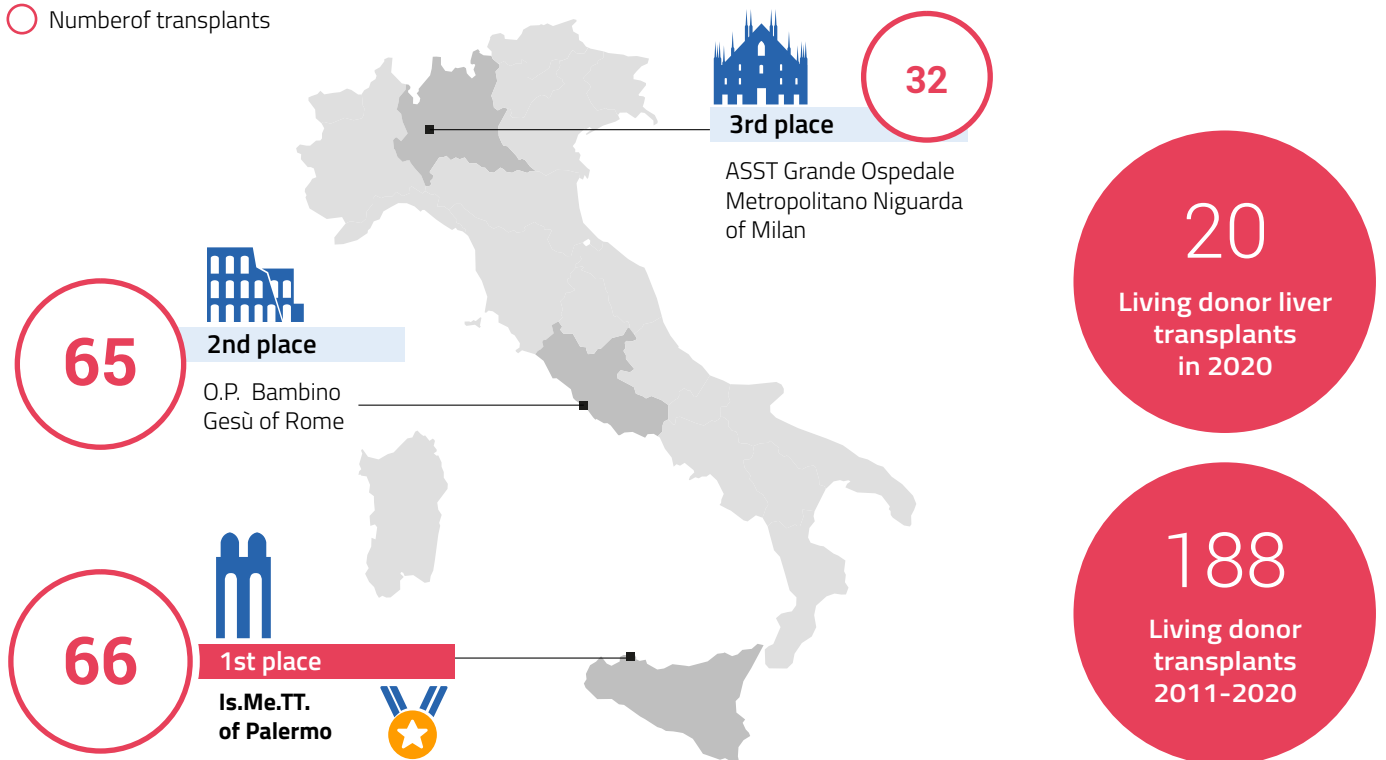 Numberof transplants
32
3rd place
ASST Grande Ospedale
Metropolitano Niguarda
of Milan
65
2nd place
O.P. Bambino
Gesù of Rome
66
1st place
Is.Me.TT.
of Palermo
20
Living donor liver
transplants
in 2020
188
Living donor
transplants
2011-2020